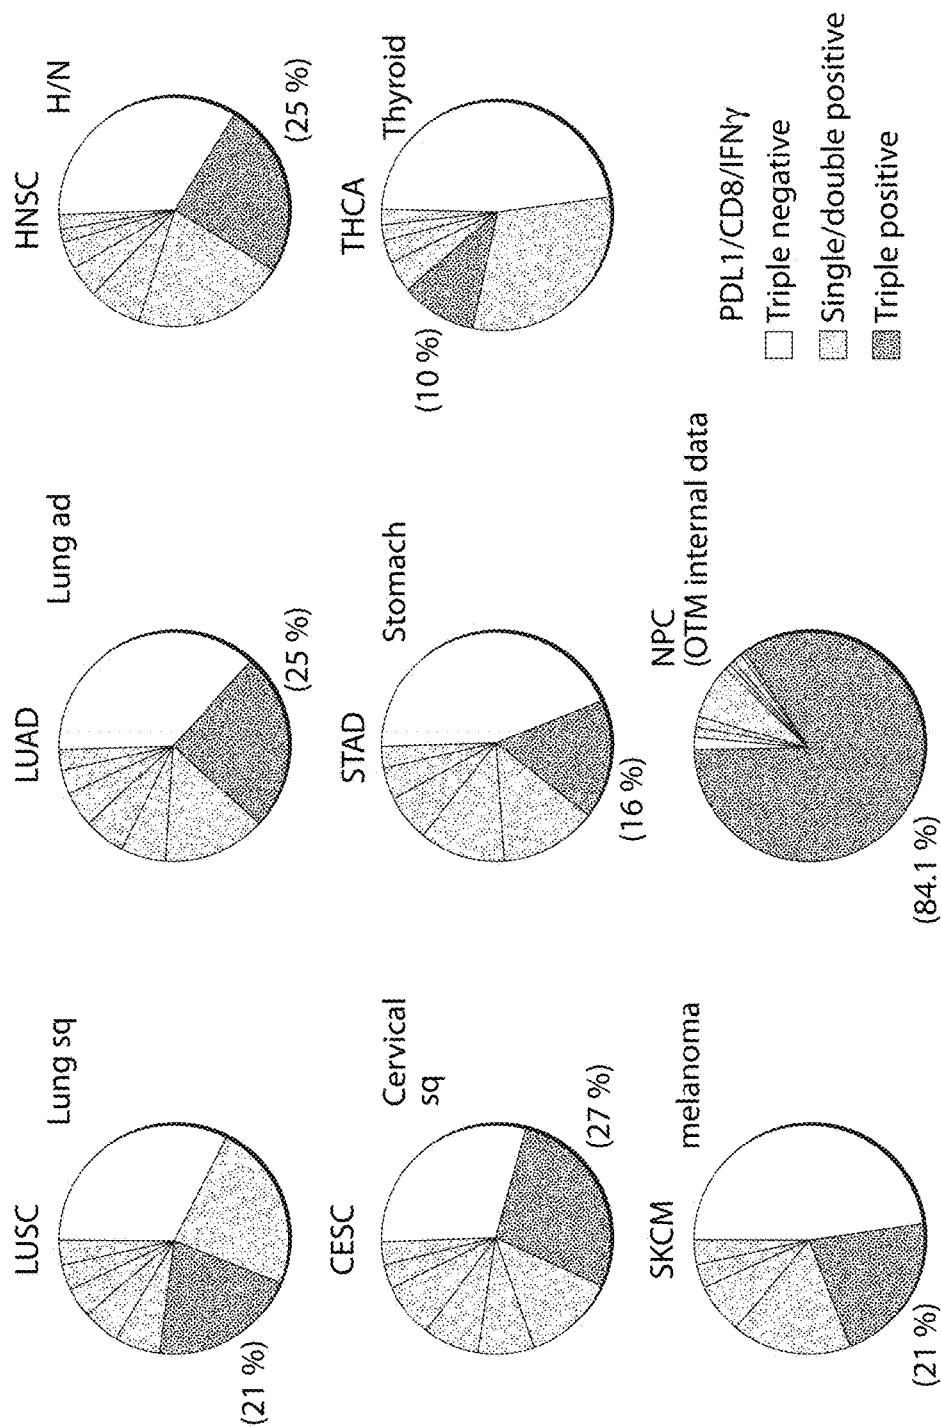 LUSC
Lung sq
(21 %)
LUAD
Lung ad
(25 %)
HNSC
H/N
(25 %)
CESC
Cervical
sq
(27 %)
STAD
Stomach
(16 %)
THCA
Thyroid
(10 %)
SKCM
melanoma
(21 %)
NPC
(OTM internal data
(84.1 %)
PDL1/CD8/IFNγ
Triple negative
Single/double positive
Triple positive